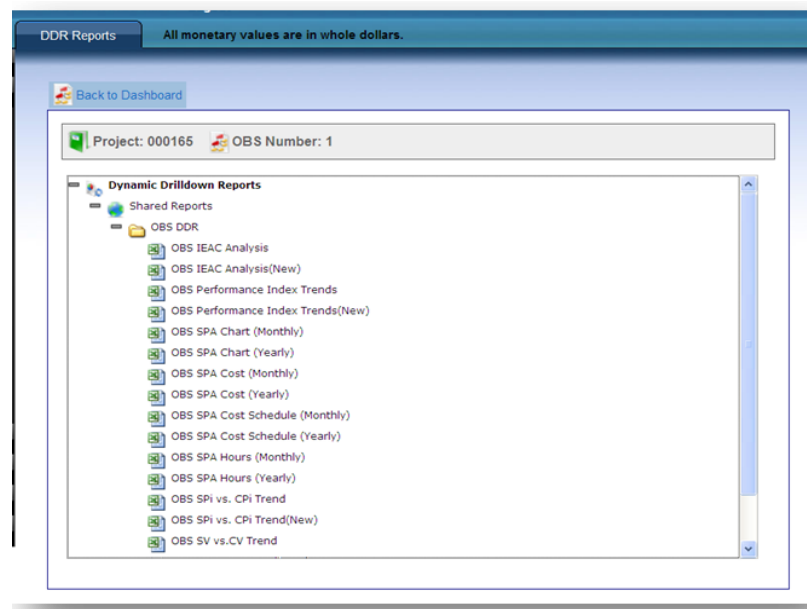 DDR Reports All monetary values are in whole dollars.
Back to Dashboard
Project: 000165 OBS Number: 1
Dynamic Drilldown Reports
Shared Reports
OBS DDR
OBS IEAC Analysis
OBS IEAC Analysis(New)
OBS Performance Index Trends
OBS Performance Index Trends(New)
OBS SPA Chart (Monthly)
OBS SPA Chart (Yearly)
OBS SPA Cost (Monthly)
OBS SPA Cost (Yearly)
OBS SPA Cost Schedule (Monthly)
OBS SPA Cost Schedule (Yearly)
OBS SPA Hours (Monthly)
OBS SPA Hours (Yearly)
OBS SPi vs. CPi Trend
OBS SPi vs. CPi Trend(New)
OBS SV vs.CV Trend